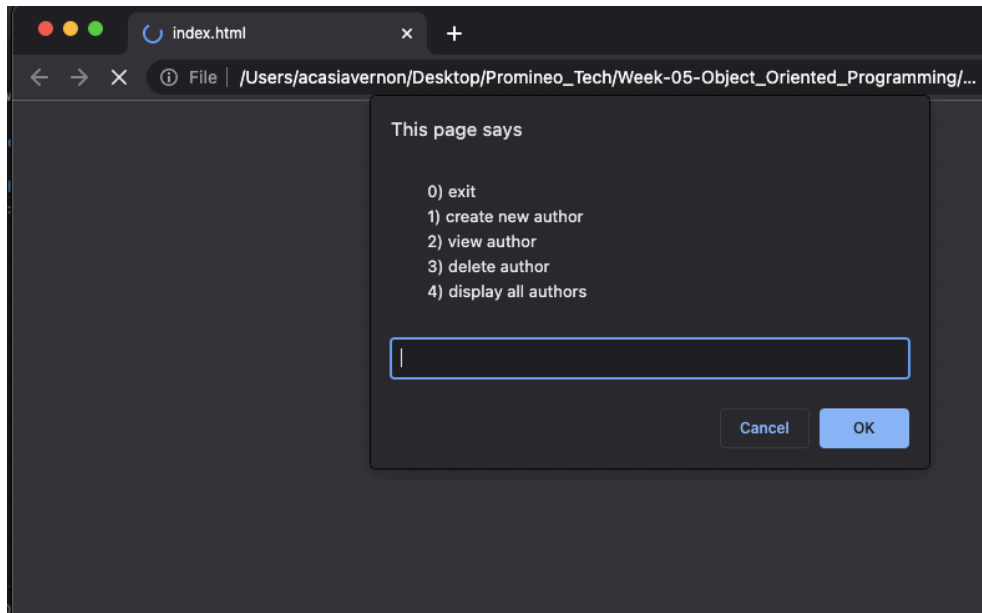 index.html
File /Users/acasiavernon/Desktop/Promineo_Tech/Week-05-Object_Oriented_Programming/...
This page says
0) exit
1) create new author
2) view author
3) delete author
4) display all authors
Cancel OK